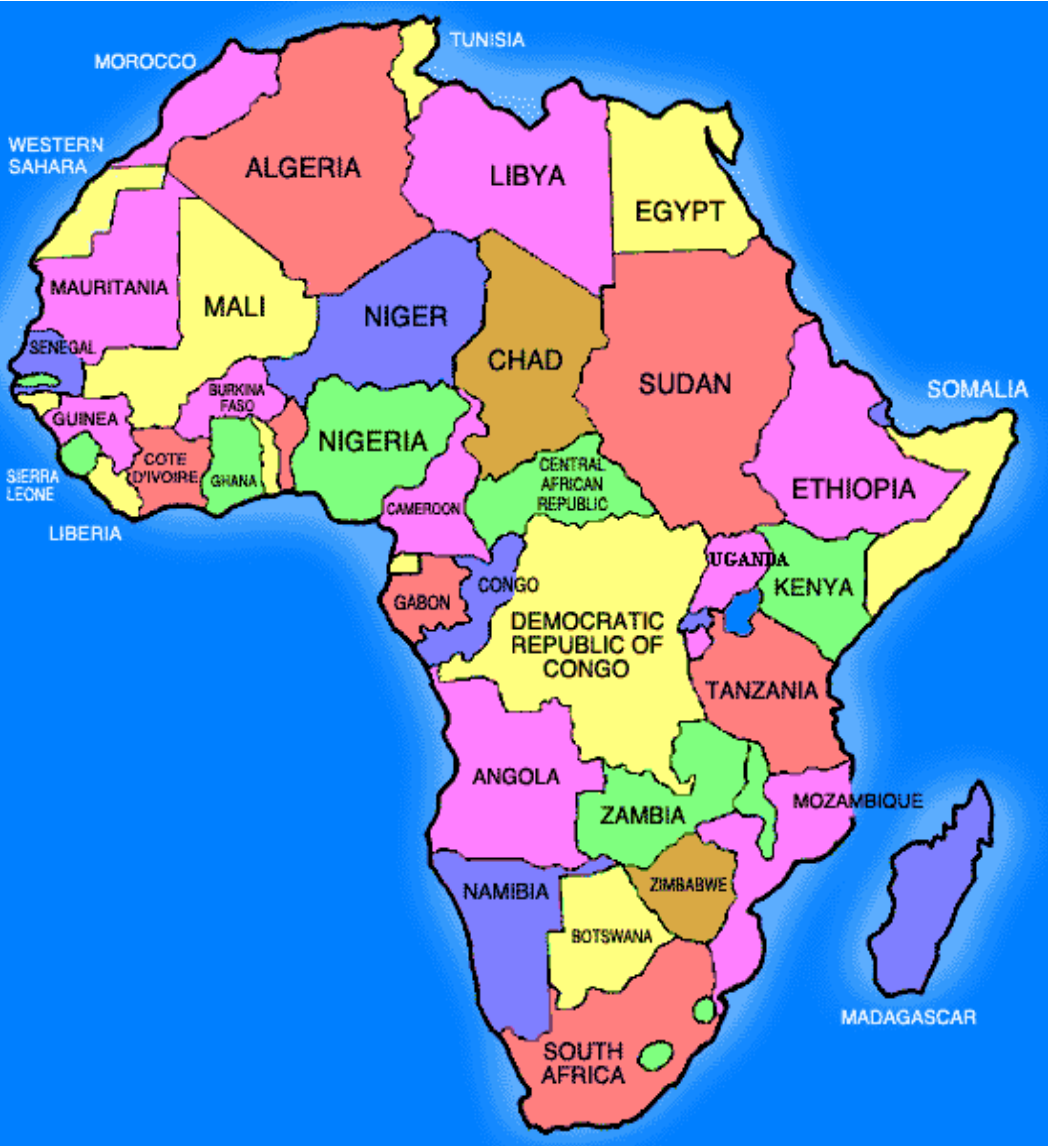 TUNISIA
MOROCCO
WESTERN
SAHARA
ALGERIA
LIBYA
EGYPT
MAURITANIA
MALI
NIGER
CHAD
SUDAN
SENEGAL
BURKINA
FASO
GUINEA
NIGERIA
SOMALIA
SIERRA
LEONE
COTE
D'IVOIRE
GHANA
CENTRAL
AFRICAN
REPUBLIC
ETHIOPIA
CAMEROON
LIBERIA
UGANDA
KENYA
CONGO
GABON
DEMOCRATIC
REPUBLIC OF
CONGO
TANZANIA
ANGOLA
ZAMBIA
MOZAMBIQUE
NAMIBIA
ZIMBABWE
BOTSWANA
MADAGASCAR
SOUTH
AFRICA